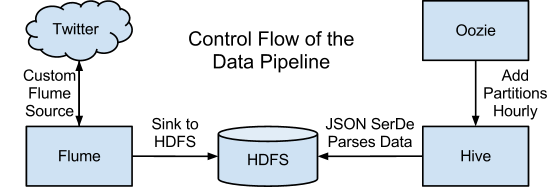 Twitter
Control Flow of the
Data Pipeline
Oozie
Custom
Flume
Source
Add
Partitions
Hourly
Sink to
HDFS
JSON SerDe
Parses Data
Flume
HDFS
Hive